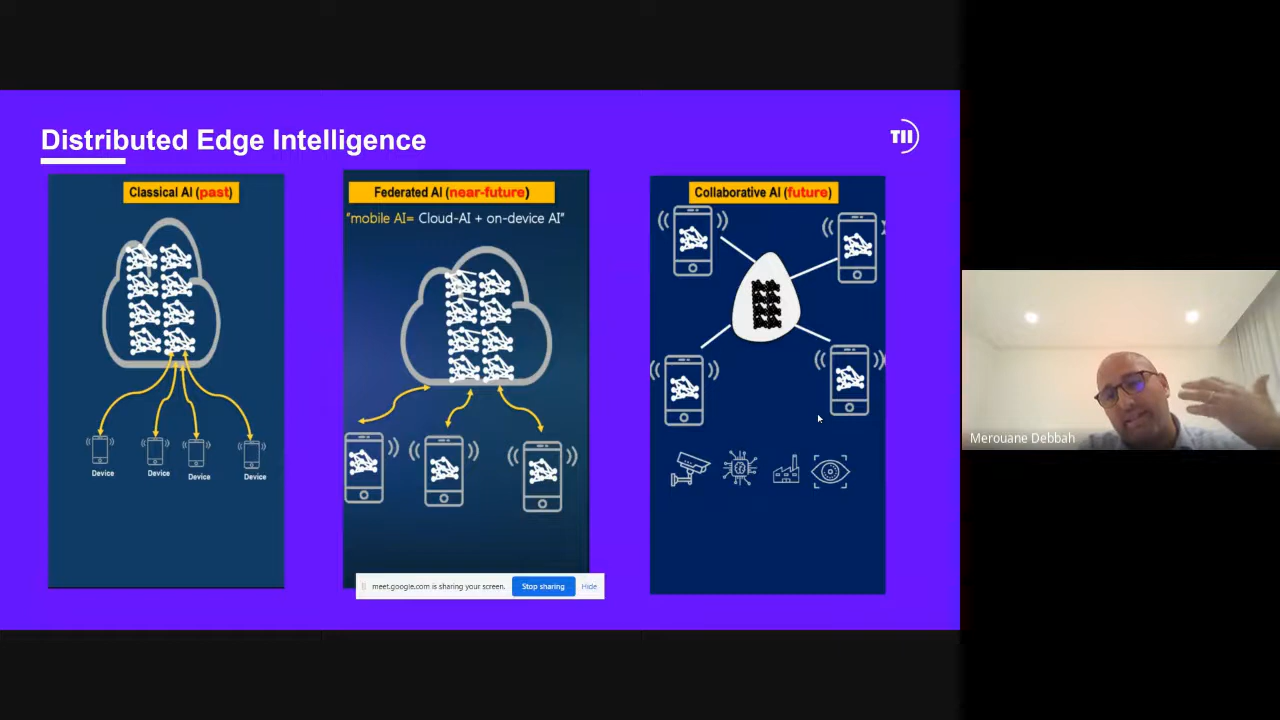 Distributed Edge Intelligence
TII
Classical AI (past)
Device
Device
Device
Device
Federated AI (near-future)
"mobile AI= Cloud-AI + on-device AI"
Collaborative AI (future)
meet.google.com is sharing your screen.
Stop sharing
Hide
Merouane Debbah